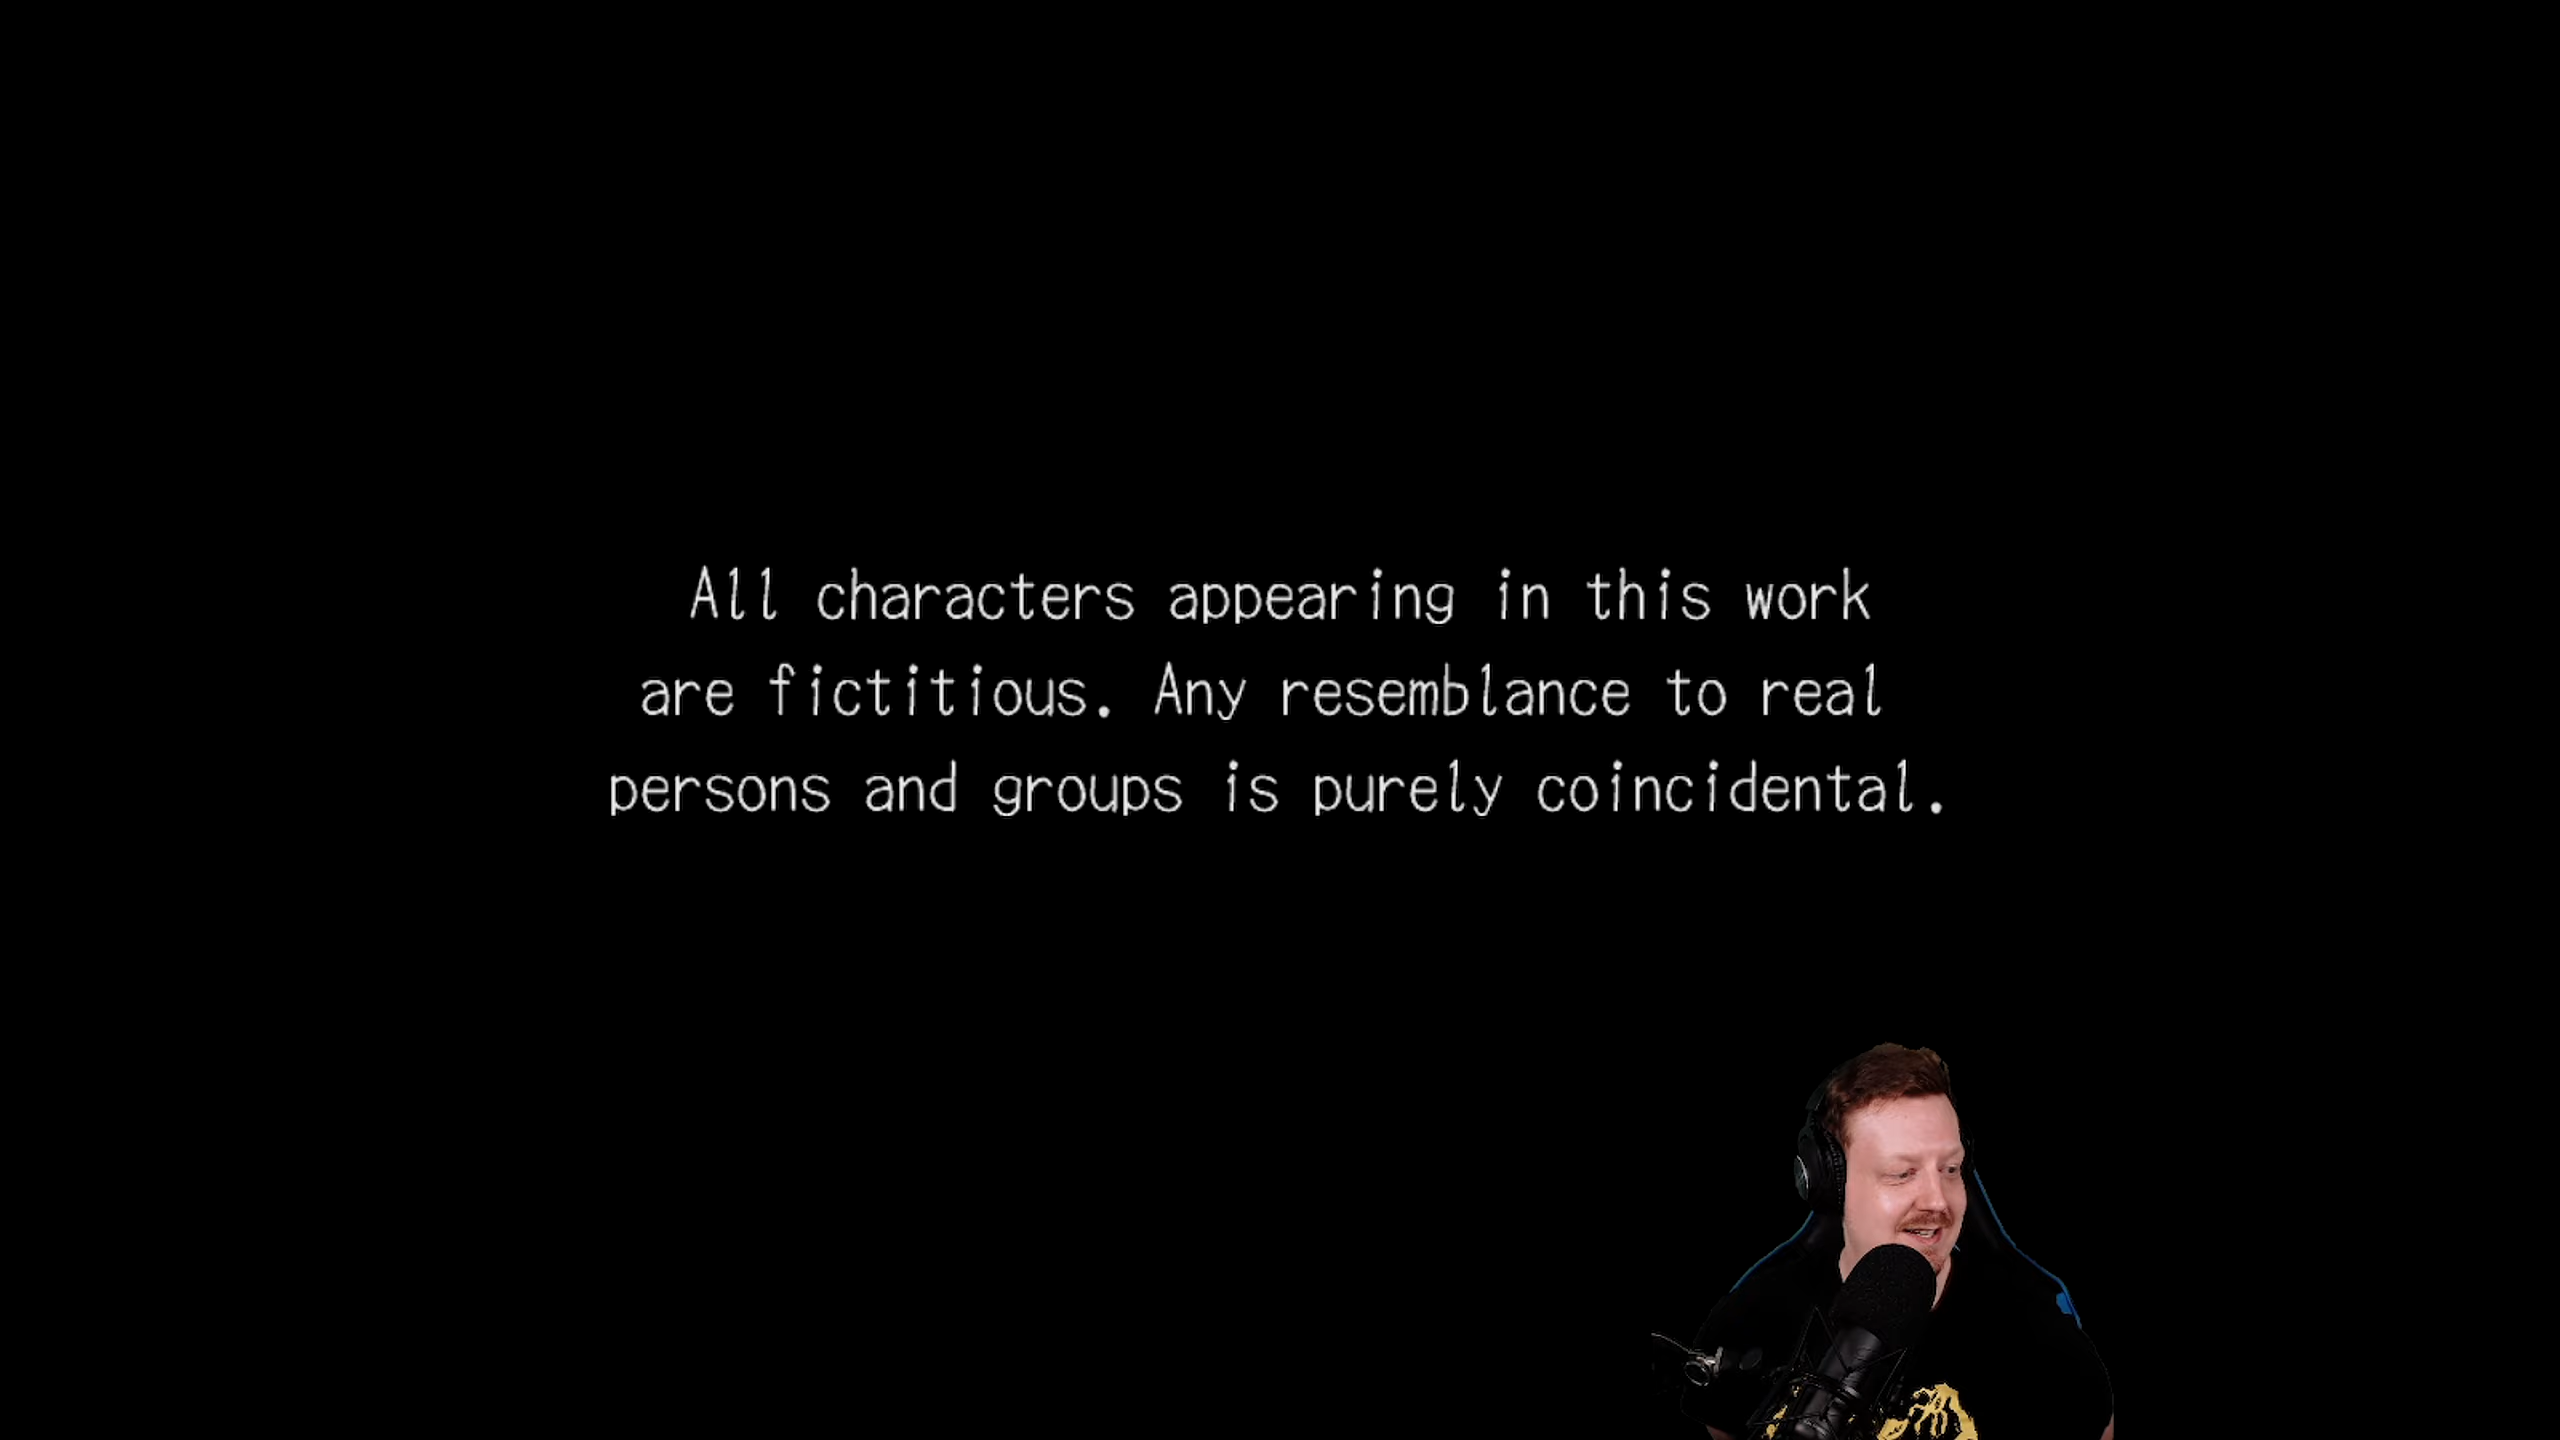 All characters appearing in this work
are fictitious. Any resemblance to real
persons and groups is purely coincidental.